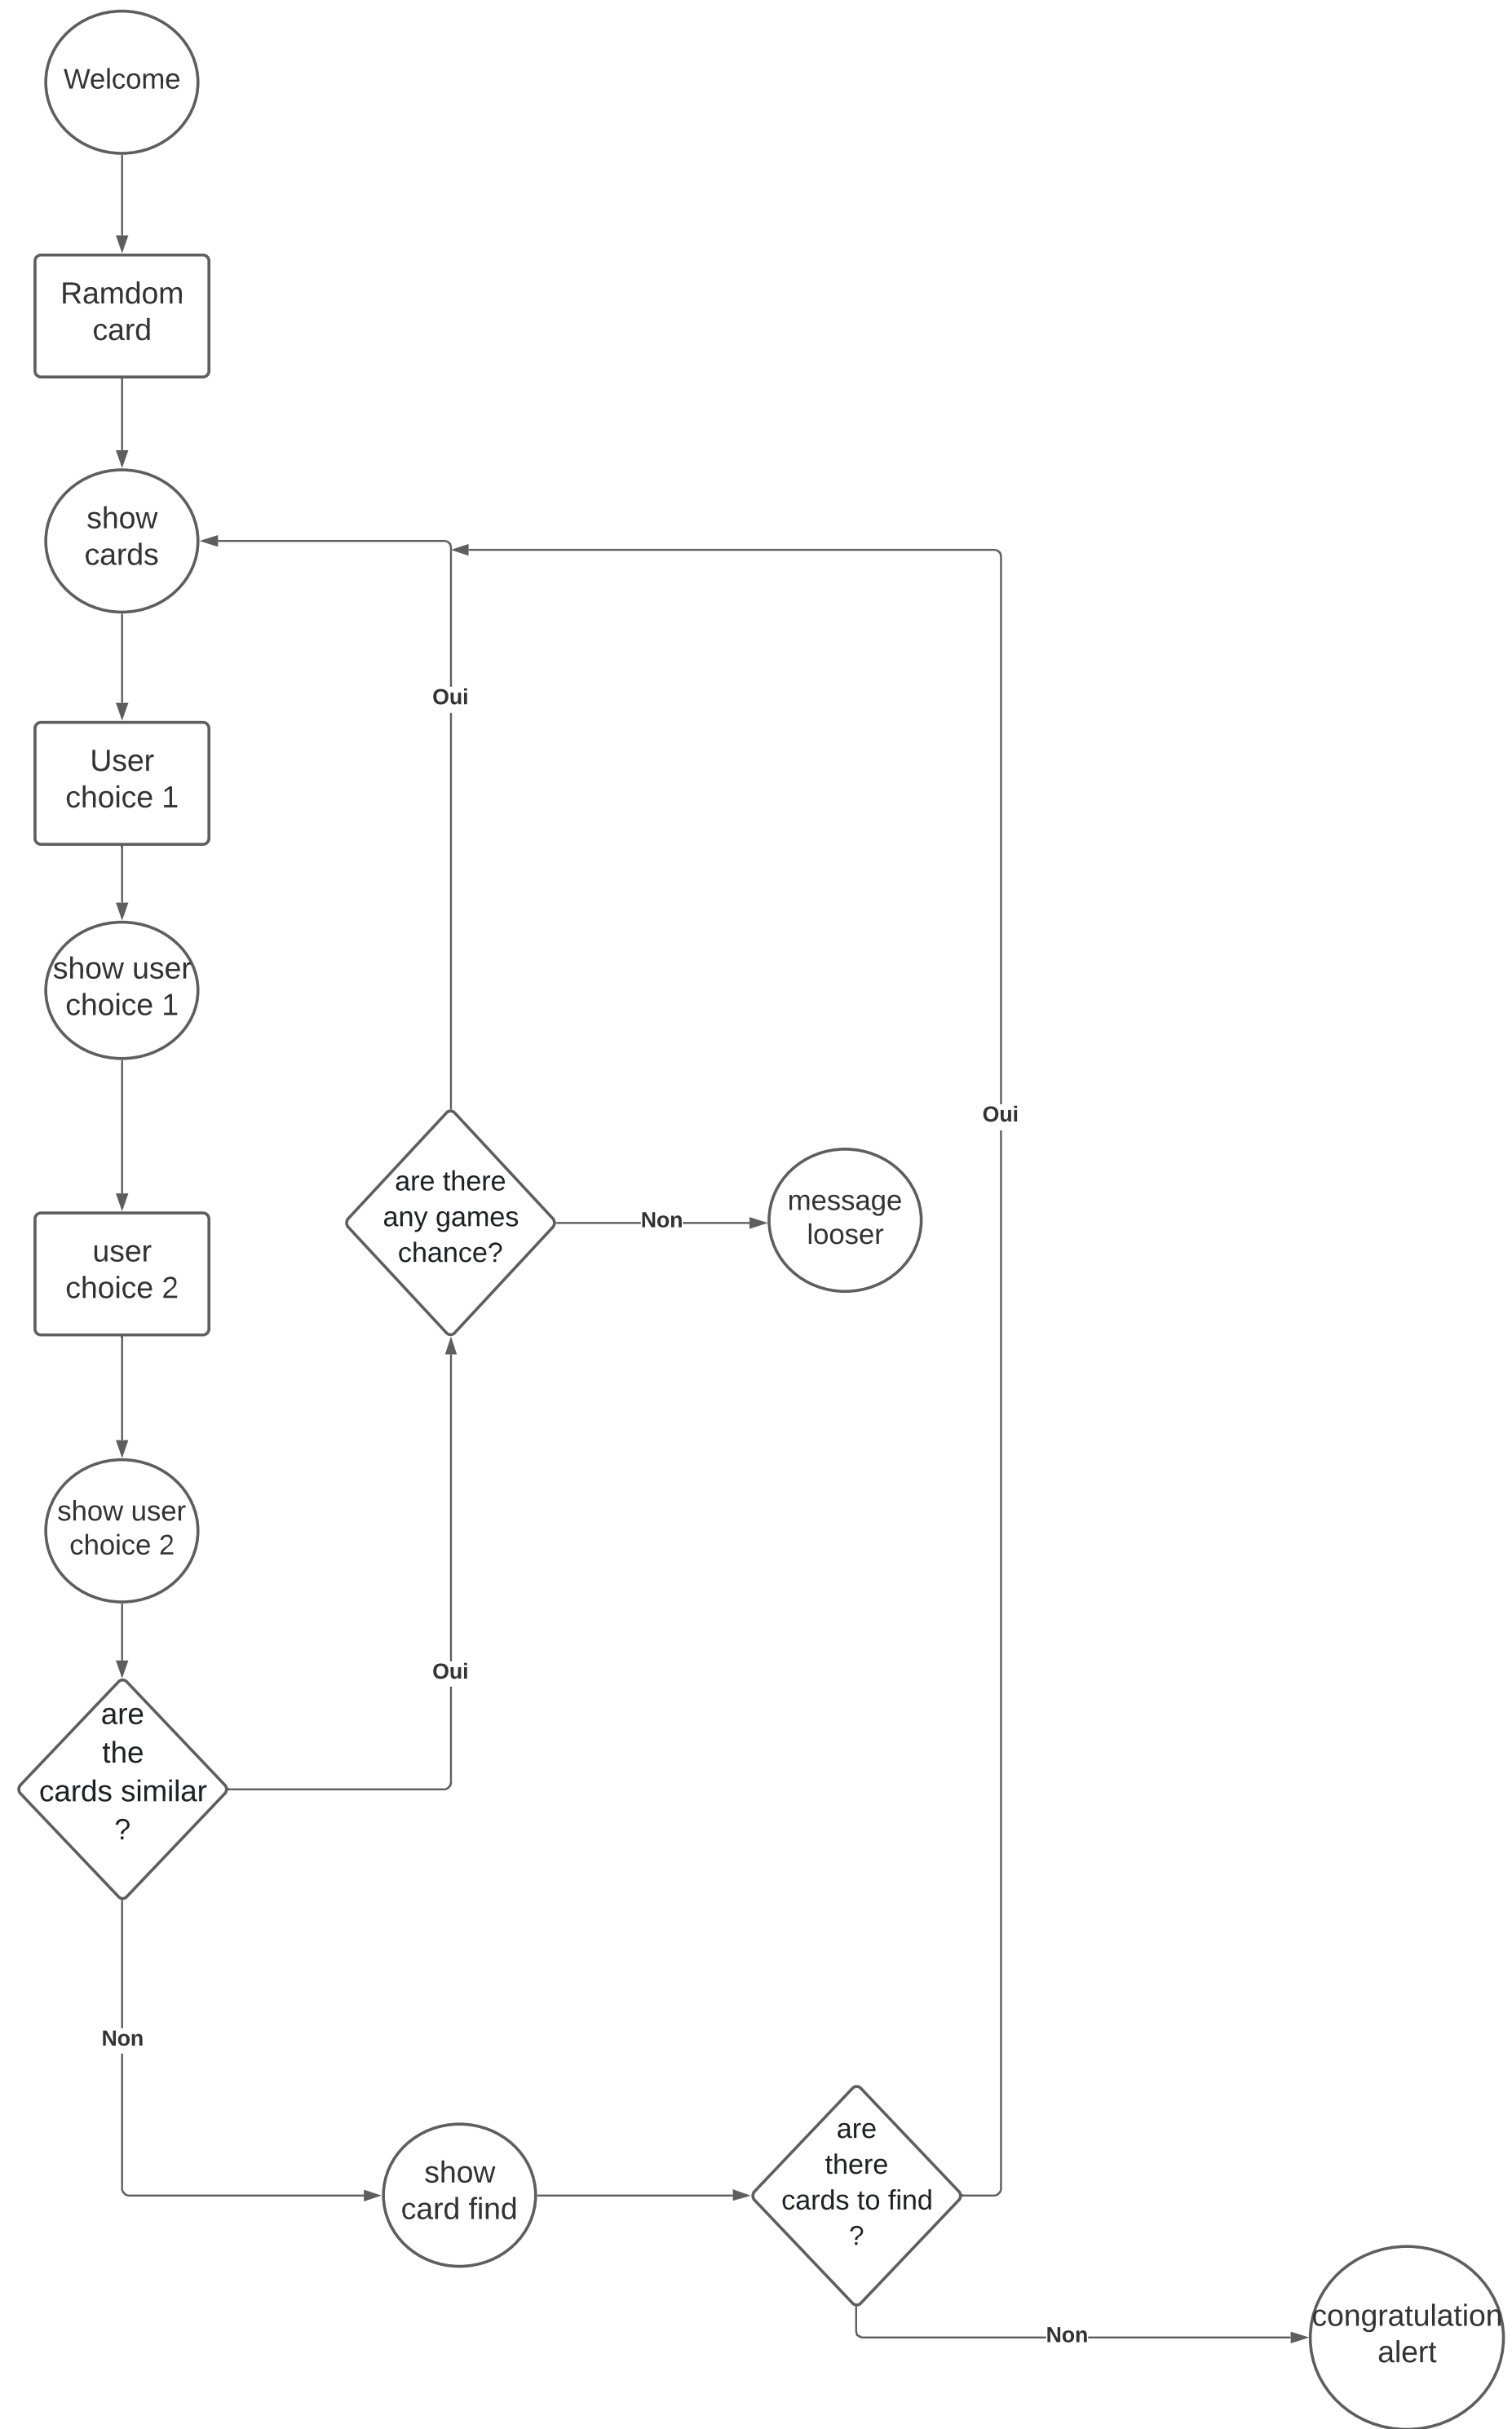 Welcome
Ramdom
card
show
cards
Oui
User
choice 1
show user
choice 1
Oui
are there
any games
chance?
Non
message
looser
user
choice 2
show user
choice 2
Oui
are
the
cards similar
?
Non
show
card find
are
there
cards to find
?
Non
congratulation
alert